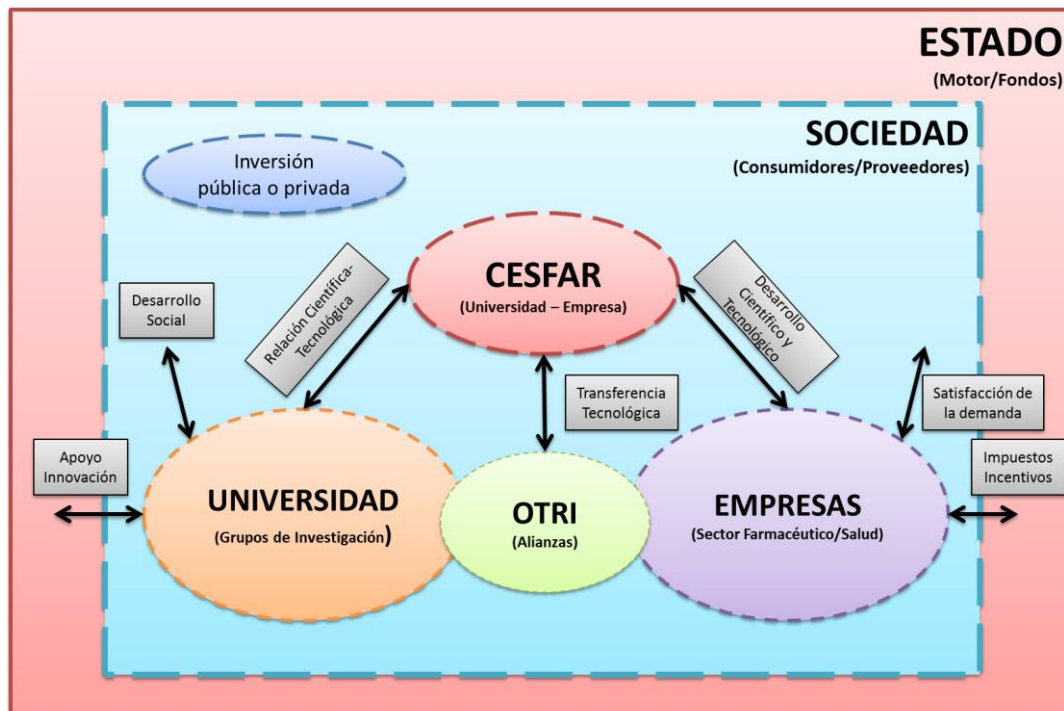 ESTADO
(Motor/Fondos)
SOCIEDAD
(Consumidores/Proveedores)
Inversión
pública o privada
CESFAR
(Universidad – Empresa)
Relación Científica-
Tecnológica
Desarrollo
Científico y
Tecnológico
Desarrollo
Social
Transferencia
Tecnológica
Satisfacción de
la demanda
Apoyo
Innovación
Impuestos
Incentivos
UNIVERSIDAD
(Grupos de Investigación)
OTRI
(Alianzas)
EMPRESAS
(Sector Farmacéutico/Salud)